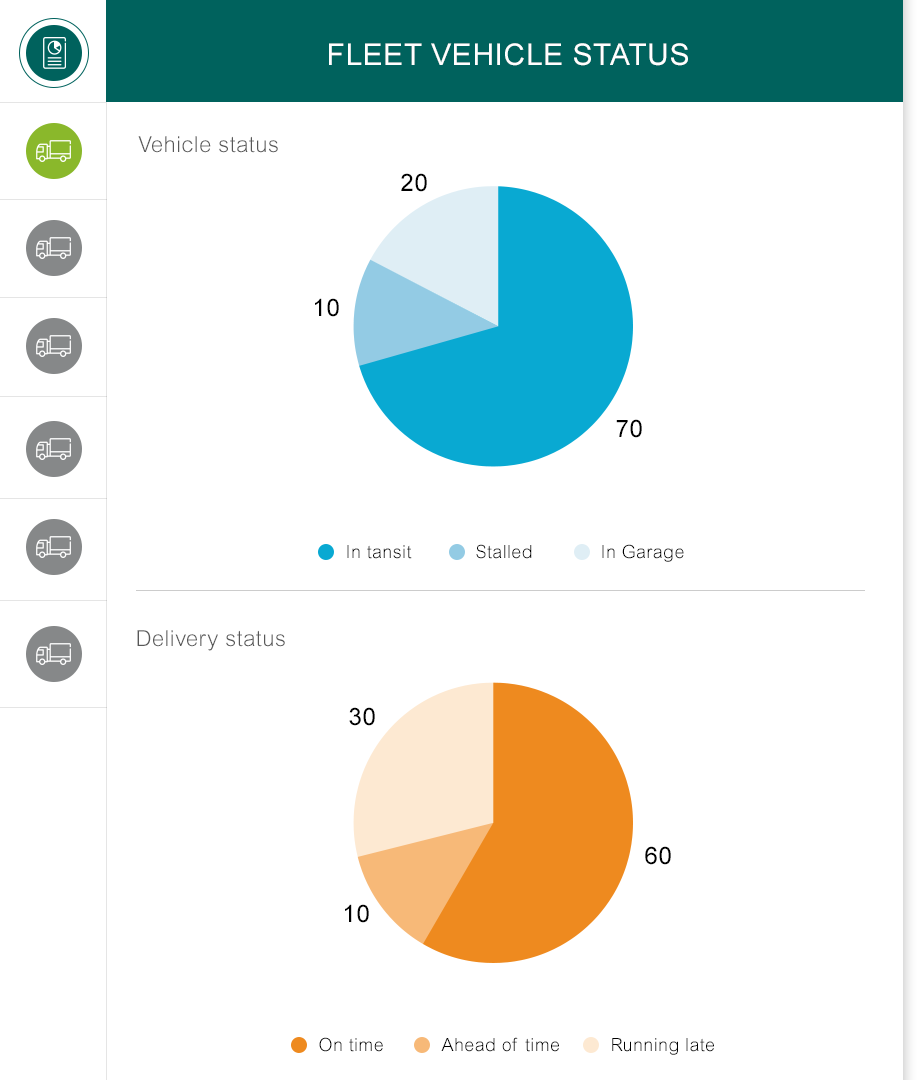 FLEET VEHICLE STATUS
Vehicle status
20
10
70
In tansit Stalled In Garage
Delivery status
30
60
10
On time Ahead of time Running late